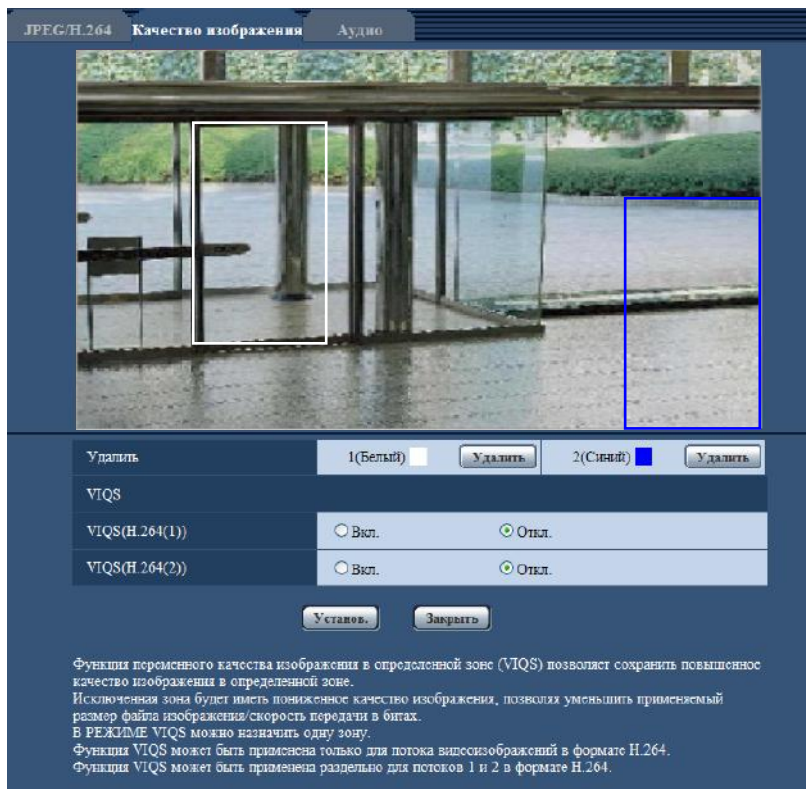 JPEG/H.264 Качество изображения Аудио
Удалить 1(Белый) Удалить 2(Синий) Удалить
VIQS
VIQS(H.264(1)) Вкл. Откл.
VIQS(H.264(2)) Вкл. Откл.
Установ. Закрыть
Функция переменного качества изображения в определенной зоне (VIQS) позволяет сохранить повышенное
качество изображения в определенной зоне.
Исключенная зона будет иметь пониженное качество изображения, позволяя уменьшить применяемый
размер файла изображения/скорость передачи в битах.
В РЕЖИМЕ VIQS можно назначить одну зону.
Функция VIQS может быть применена только для потока видеоизображений в формате H.264.
Функция VIQS может быть применена раздельно для потоков 1 и 2 в формате H.264.